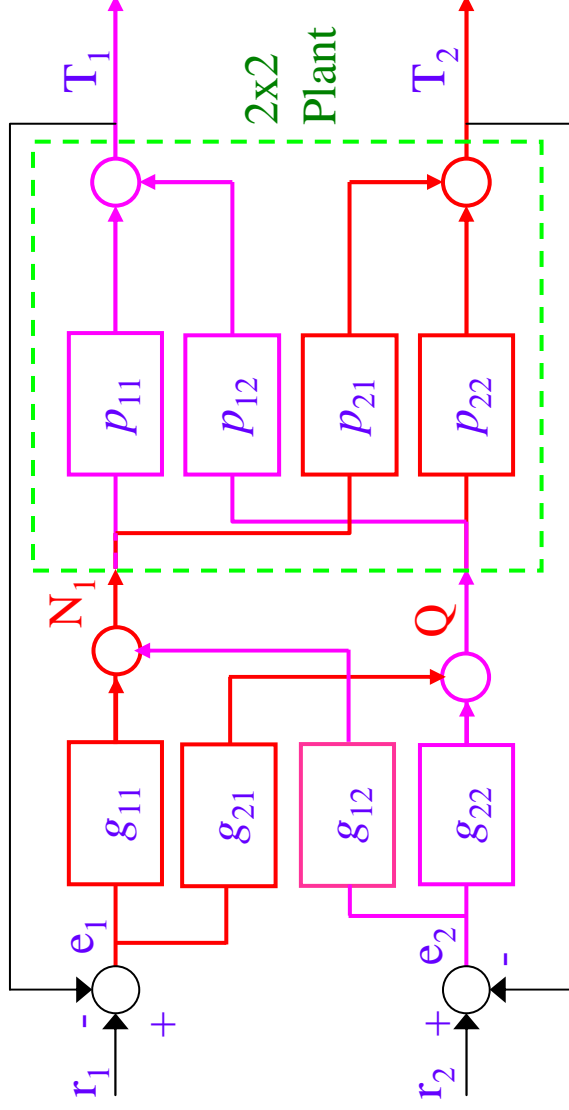 r₁
-
+
e₁
g₁₁
g₂₁
g₁₂
g₂₂
r₂
+
-
e₂
N₁
Q
p₁₁
p₁₂
p₂₁
p₂₂
T₁
2x2
Plant
T₂